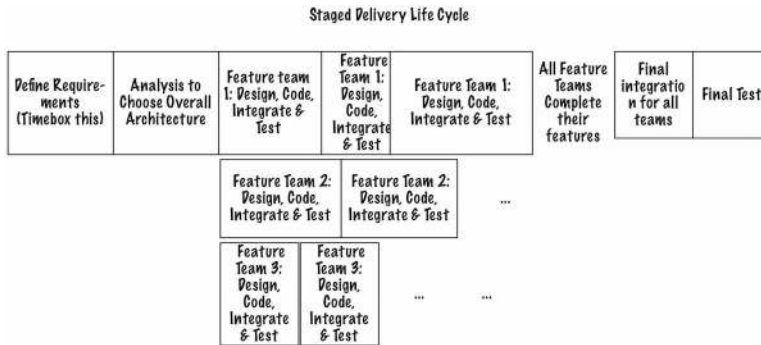 Staged Delivery Life Cycle
Define Require-
ments
(Timebox this)
Analysis to
Choose Overall
Architecture
Feature team
1: Design, Code,
Integrate &
Test
Feature
Team 1:
Design,
Code,
Integrate
& Test
Feature Team 1:
Design, Code,
Integrate & Test
All Feature
Teams
Complete
their
features
Final
integratio
n for all
teams
Final Test
Feature Team 2:
Design, Code,
Integrate & Test
Feature Team 2:
Design, Code,
Integrate & Test
...
Feature
Team 3:
Design,
Code,
Integrate
& Test
Feature
Team 3:
Design,
Code,
Integrate
& Test
...
...